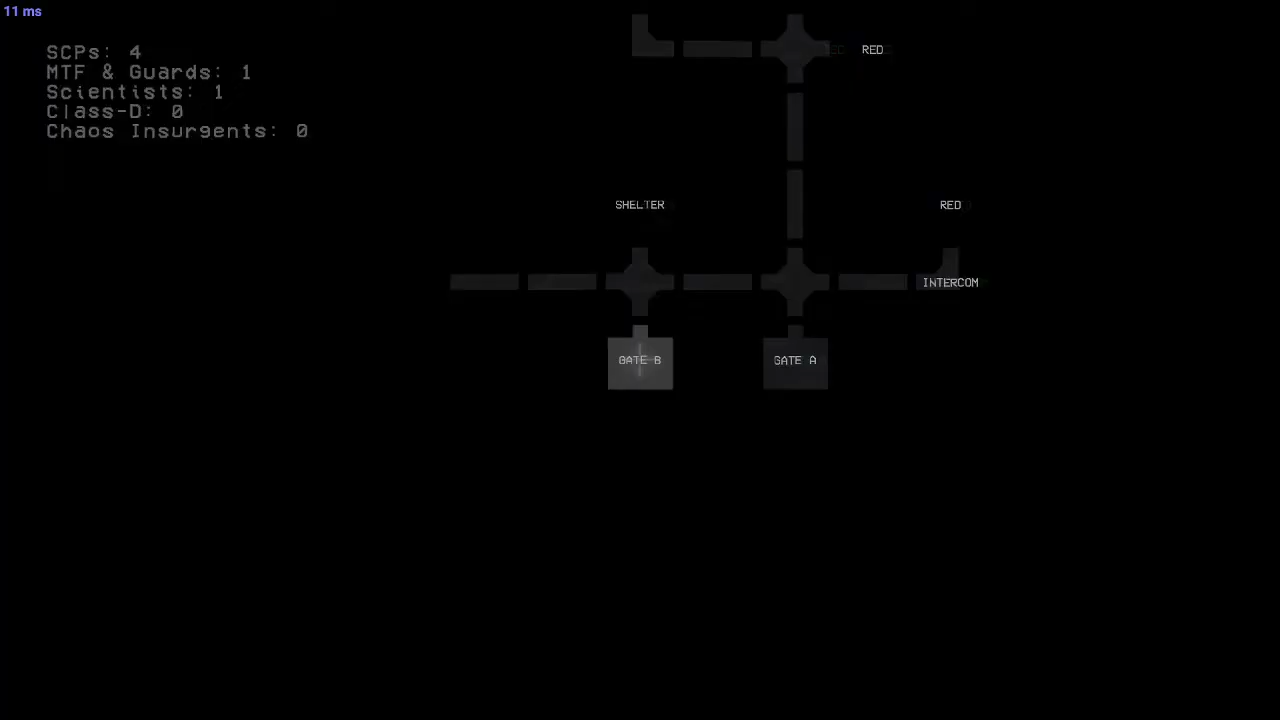 11 ms
SCPs: 4
MTF & Guards: 1
Scientists: 1
Class-D: 0
Chaos Insurgents: 0
RED
SHELTER
RED
INTERCOM
GATE B
GATE A